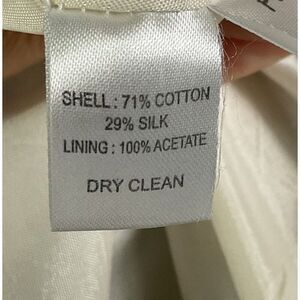 SHELL : 71% COTTON
29% SILK
LINING : 100% ACETATE
DRY CLEAN